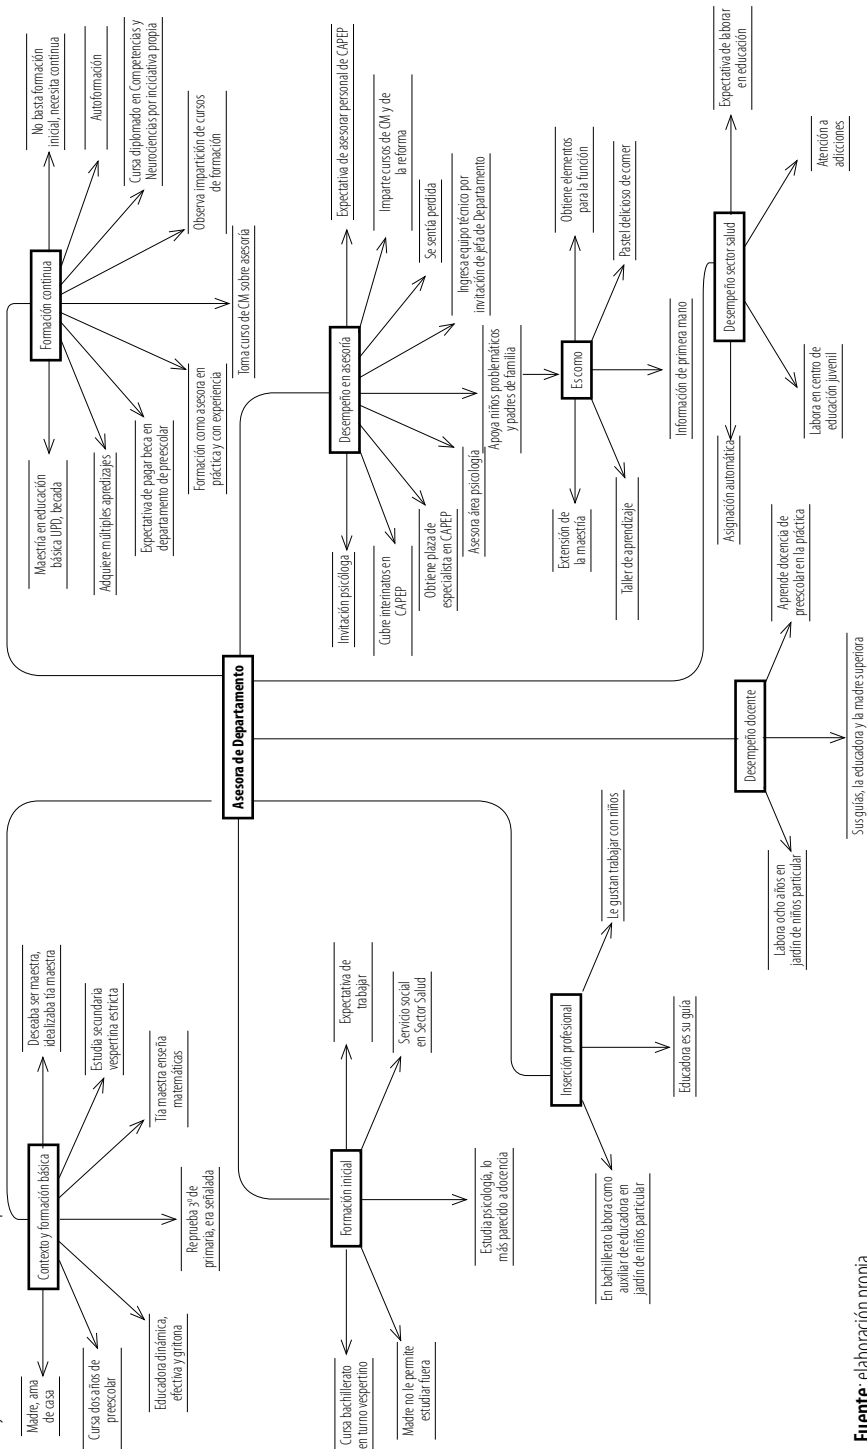 Asesora de Departamento
Contexto y formación básica
Madre, ama
de casa
Cursa dos años de
preescolar
Educadora dinámica,
efectiva y gritona
Reprueba 3º de
primaria, era señalada
Tía maestra enseña
matemáticas
Estudia secundaria
vespertina estricta
Deseaba ser maestra,
idealizaba tía maestra
Formación inicial
Cursa bachillerato
en turno vespertino
Madre no le permite
estudiar fuera
Estudia psicología, lo
más parecido a docencia
Servicio social
en Sector Salud
Expectativa de
trabajar
Inserción profesional
En bachillerato labora como
auxiliar de educadora en
jardín de niños particular
Educadora es su guía
Le gustan trabajar con niños
Desempeño docente
Labora ocho años en
jardín de niños particular
Sus guías, la educadora y la madre superiora
Aprende docencia de
preescolar en la práctica
Formación continua
Maestría en educación
básica UPD, becada
Adquiere múltiples apredizajes
Expectativa de pagar beca en
departamento de preescolar
Formación como asesora en
práctica y con experiencia
Toma curso de CM sobre asesoría
Observa impartición de cursos
de formación
Cursa diplomado en Competencias y
Neurociencias por inciciativa propia
Autoformación
No basta formación
inicial, necesita continua
Desempeño en asesoría
Invitación psicóloga
Cubre interinatos en
CAPEP
Obtiene plaza de
especialista en CAPEP
Asesora área psicología
Apoya niños problemáticos
y padres de familia
Ingresa equipo técnico por
invitación de jefa de Departamento
Se sentía perdida
Imparte cursos de CM y de
la reforma
Expectativa de asesorar personal de CAPEP
Es como
Extensión de
la maestría
Taller de aprendizaje
Información de primera mano
Pastel delicioso de comer
Obtiene elementos
para la función
Desempeño sector salud
Asignación automática
Labora en centro de
educación juvenil
Atención a
adicciones
Expectativa de laborar
en educación
Fuente: elaboración propia